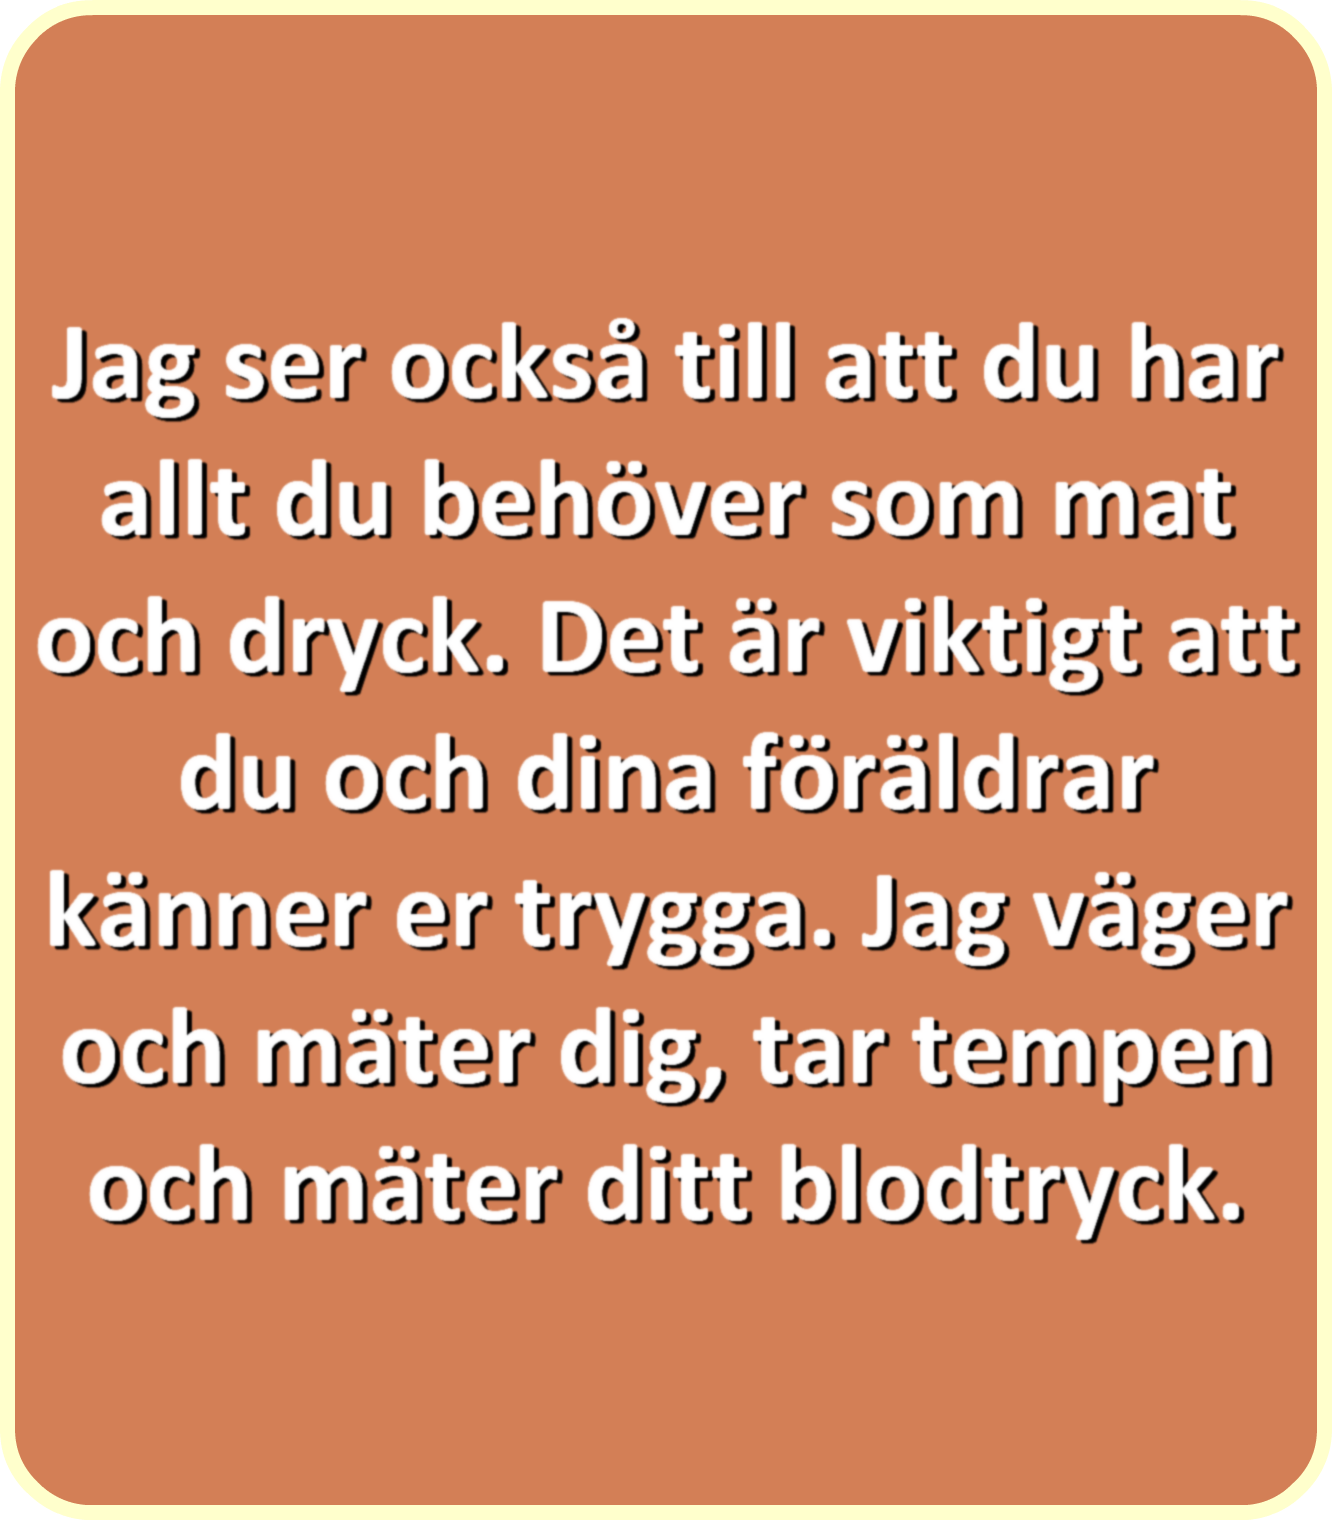 Jag ser också till att du har
allt du behöver som mat
och dryck. Det är viktigt att
du och dina föräldrar
känner er trygga. Jag väger
och mäter dig, tar tempen
och mäter ditt blodtryck.